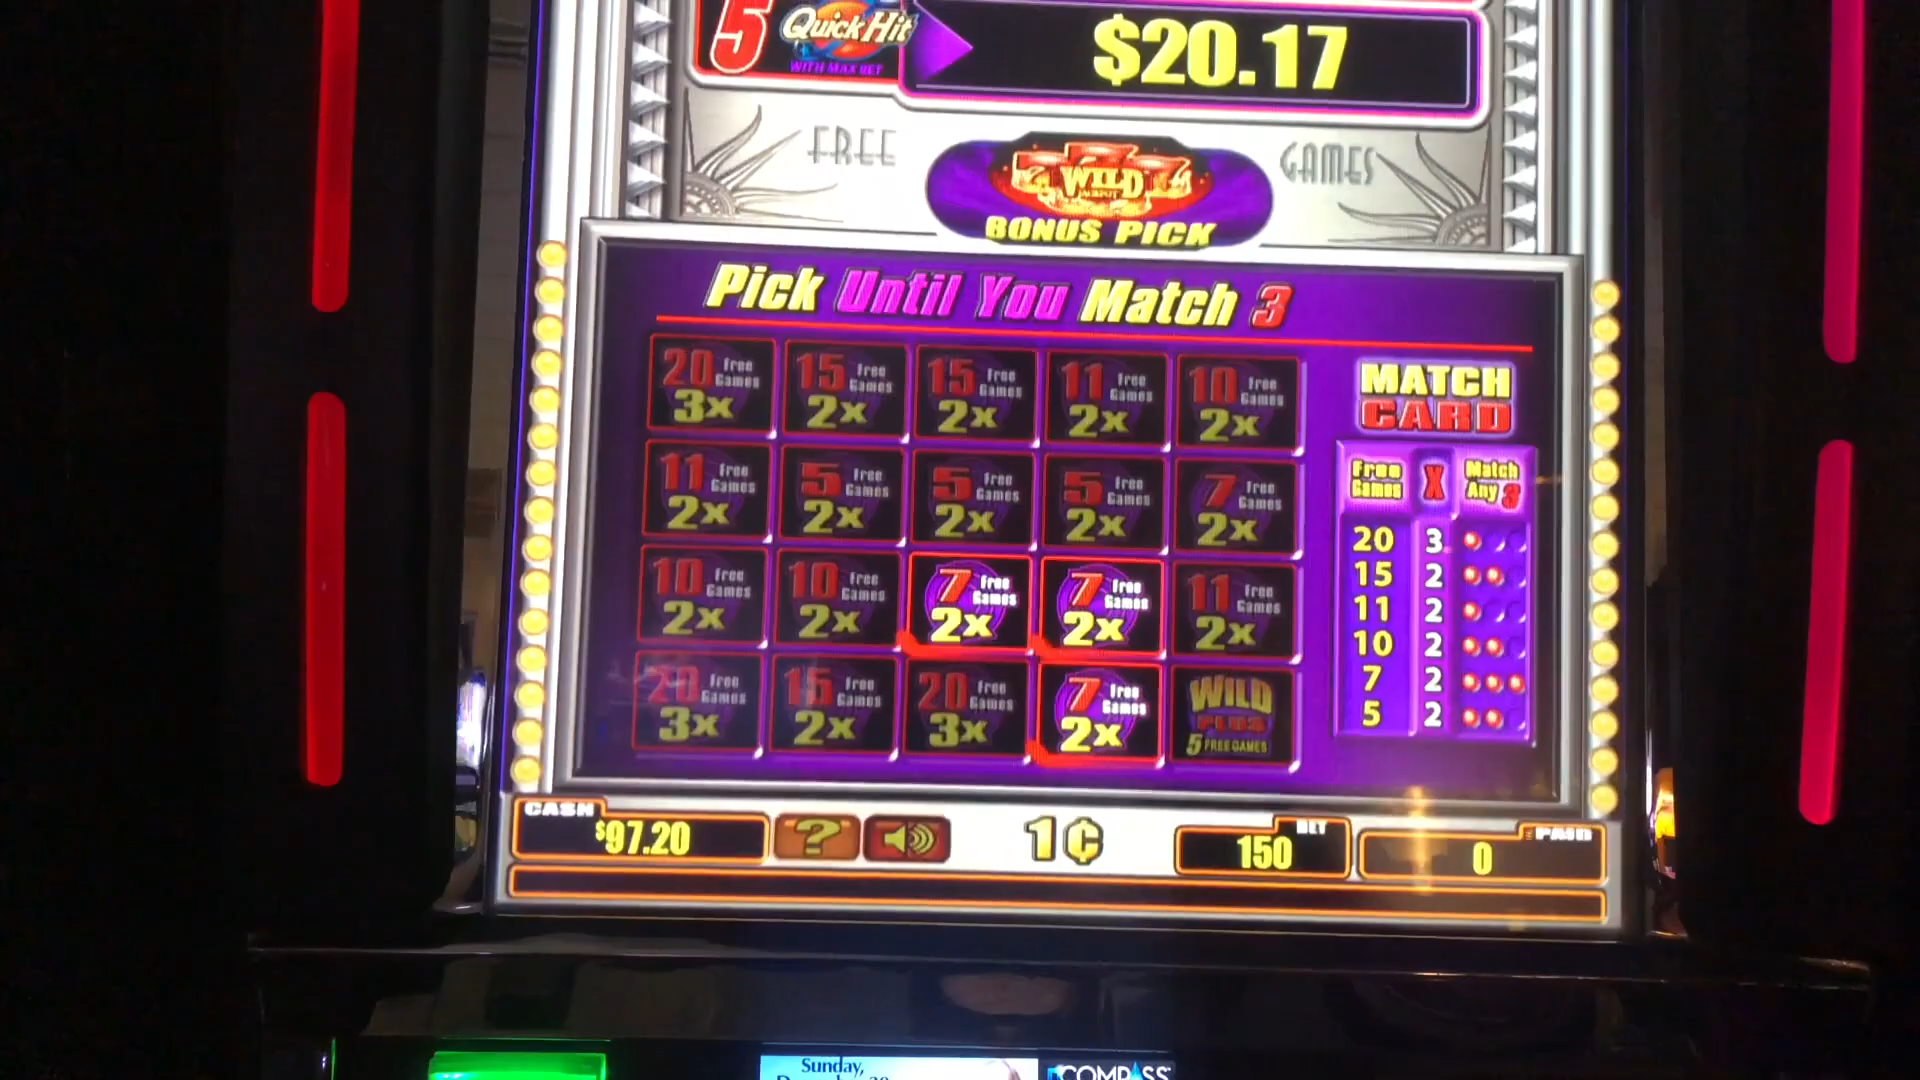 5 Quick Hit $20.17
WITH MAX BET
FREE WILD GAMES
JACKPOT
BONUS PICK
Pick Until You Match 3
20 Free Games 3x
15 Free Games 2x
15 Free Games 2x
11 Free Games 2x
10 Free Games 2x
11 Free Games 2x
5 Free Games 2x
5 Free Games 2x
5 Free Games 2x
7 Free Games 2x
10 Free Games 2x
10 Free Games 2x
7 Free Games 2x
7 Free Games 2x
11 Free Games 2x
20 Free Games 3x
15 Free Games 2x
20 Free Games 3x
7 Free Games 2x
WILD PLUS 5 FREE GAMES
MATCH
CARD
Free Games X Match Any 3
20 3
15 2
11 2
10 2
7 2
5 2
CASH
$97.20
?
1¢
BET
150
PAID
0
Sunday,
COMPASS